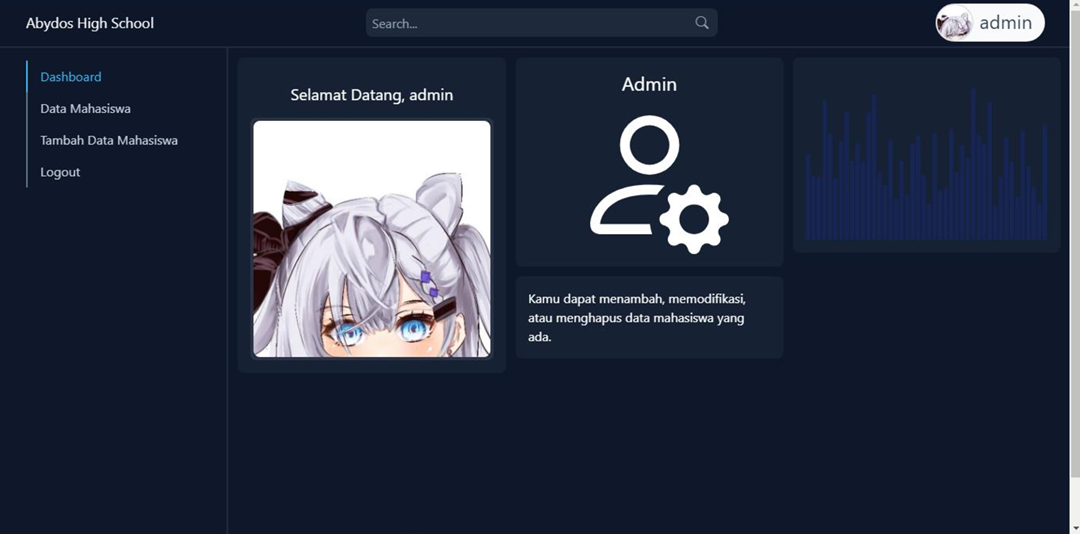 Abydos High School
Search...
admin
Dashboard
Data Mahasiswa
Tambah Data Mahasiswa
Logout
Selamat Datang, admin
Admin
Kamu dapat menambah, memodifikasi,
atau menghapus data mahasiswa yang
ada.